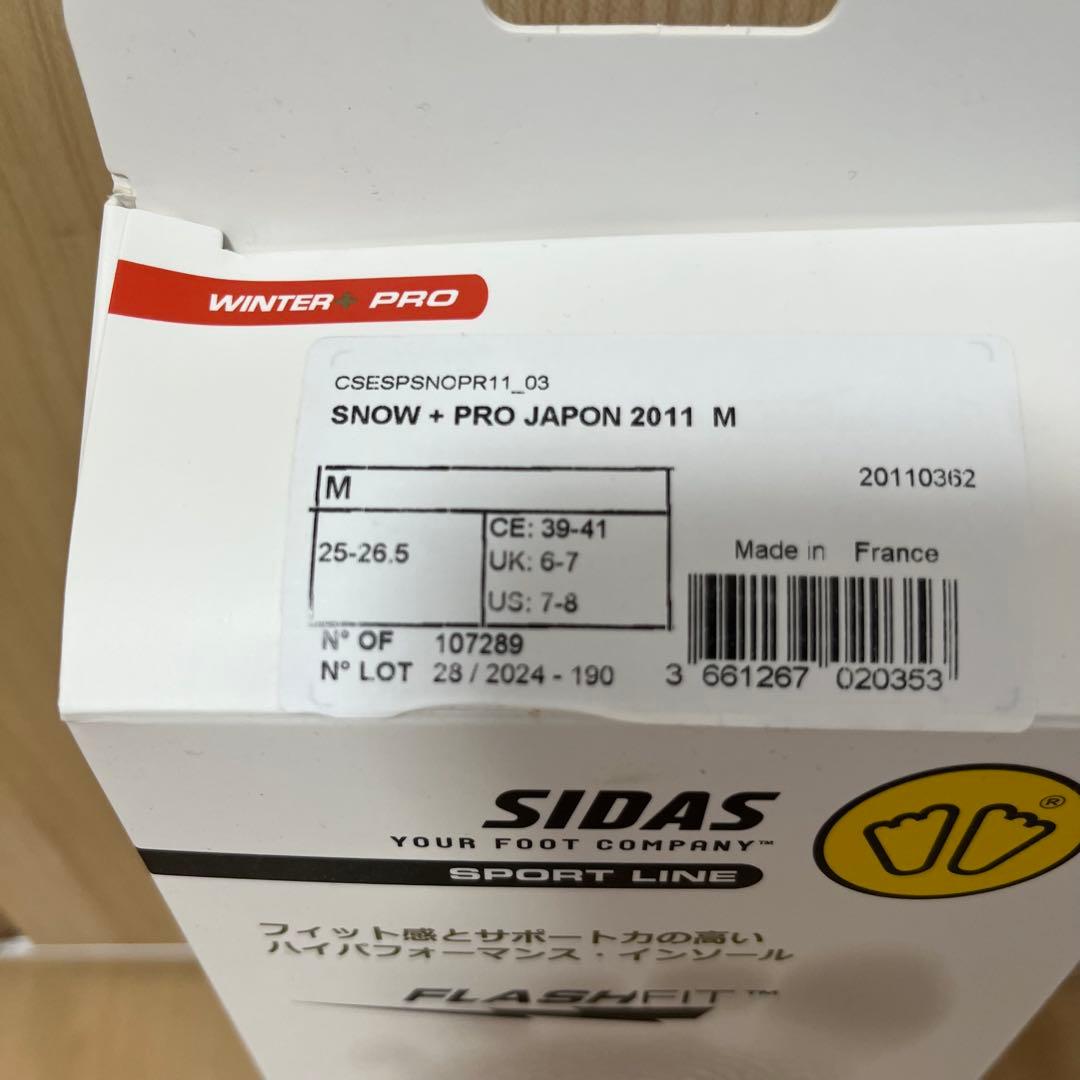 WINTER+ PRO
CSESPSNOPR11_03
SNOW + PRO JAPON 2011 M
M
20110362
25-26.5
CE: 39-41
UK: 6-7
US: 7-8
Made in France
N° OF 107289
N° LOT 28 / 2024 - 190
3 661267 020353
SIDAS
YOUR FOOT COMPANY™
SPORT LINE
®
フィット感とサポート力の高い
ハイパフォーマンス・インソール
FLASHFIT™